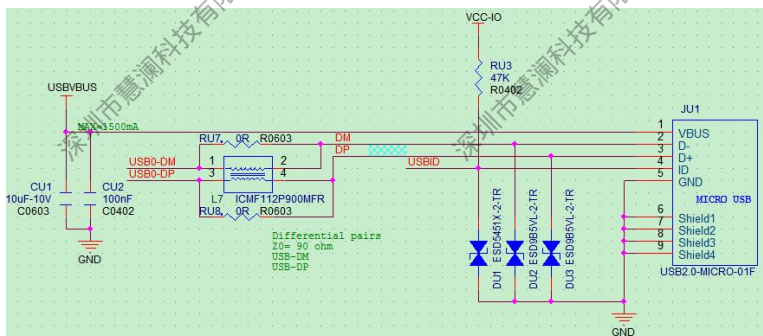 深圳市慧澜科技有限
深圳市慧澜科技有限
VCC-IO
RU3
47K
R0402
USBVBUS
MAX=1500mA
JU1
RU7. 0R R0603
DM
DP
USB0-DM
USB0-DP
1 2
3 4
USBID
L7 ICMF112P900MFR
RU8. 0R R0603
CU1
10uF-10V
C0603
CU2
100nF
C0402
GND
Differential pairs
Z0= 90 ohm
USB-DM
USB-DP
DU1 ESD5451X-2-TR
DU2 ESD9B5VL-2-TR
DU3 ESD9B5VL-2-TR
1 VBUS
2 D-
3 D+
4 ID
5 GND
MICRO USB
6 Shield1
7 Shield2
8 Shield3
9 Shield4
USB2.0-MICRO-01F
GND